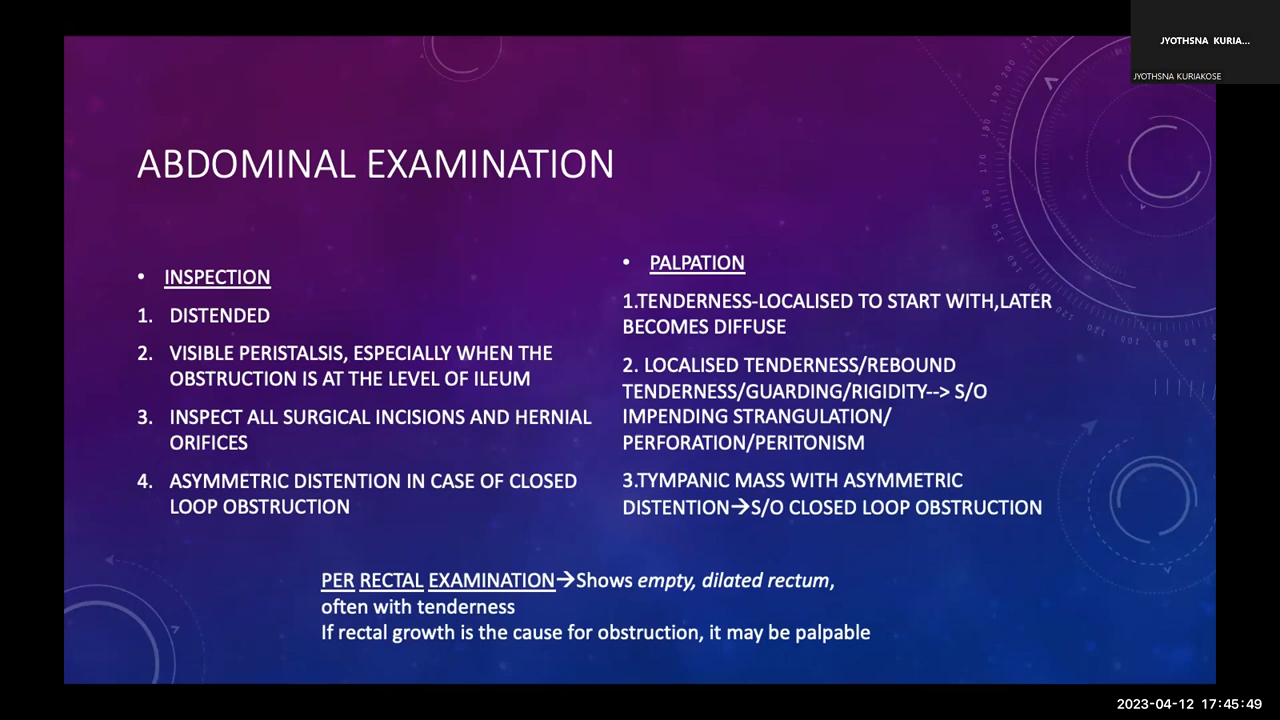 JYOTHSNA KURIA...
JYOTHSNA KURIAKOSE
ABDOMINAL EXAMINATION
• INSPECTION
1. DISTENDED
2. VISIBLE PERISTALSIS, ESPECIALLY WHEN THE
OBSTRUCTION IS AT THE LEVEL OF ILEUM
3. INSPECT ALL SURGICAL INCISIONS AND HERNIAL
ORIFICES
4. ASYMMETRIC DISTENTION IN CASE OF CLOSED
LOOP OBSTRUCTION
• PALPATION
1.TENDERNESS-LOCALISED TO START WITH,LATER
BECOMES DIFFUSE
2. LOCALISED TENDERNESS/REBOUND
TENDERNESS/GUARDING/RIGIDITY--> S/O
IMPENDING STRANGULATION/
PERFORATION/PERITONISM
3.TYMPANIC MASS WITH ASYMMETRIC
DISTENTION→S/O CLOSED LOOP OBSTRUCTION
PER RECTAL EXAMINATION→Shows empty, dilated rectum,
often with tenderness
If rectal growth is the cause for obstruction, it may be palpable
2023-04-12 17:45:49